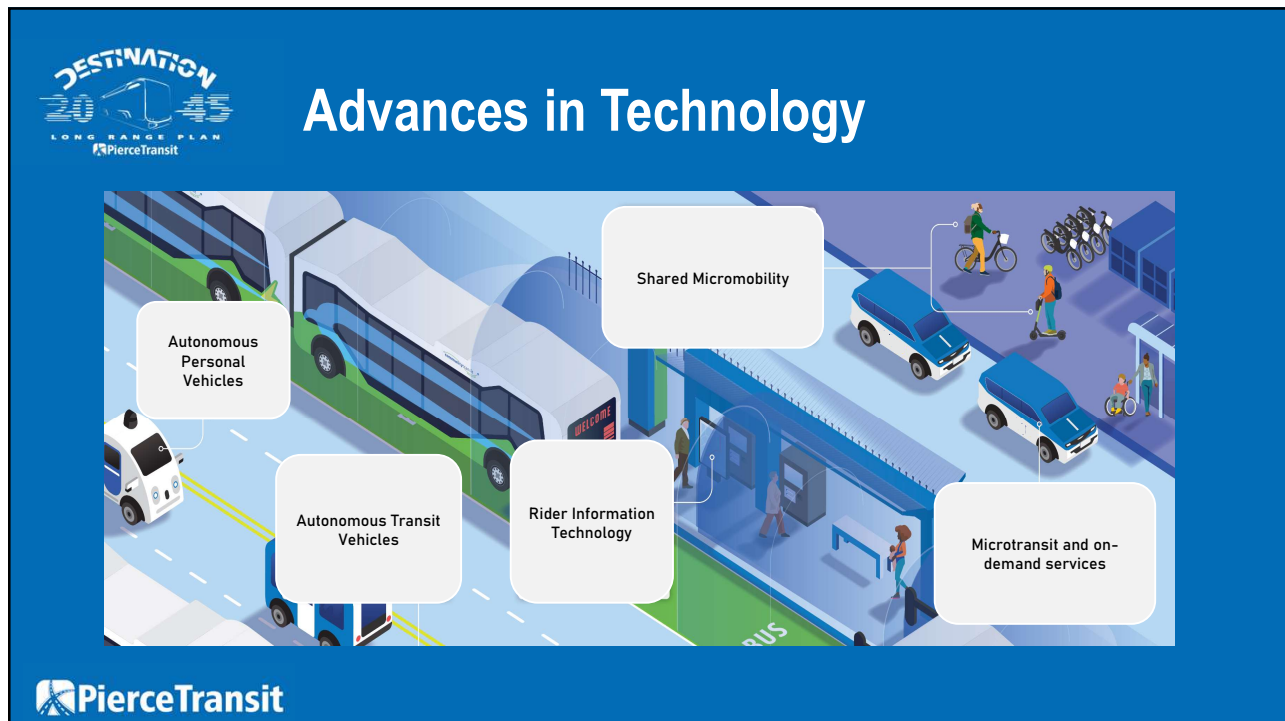 DESTINATION
20 45
LONG RANGE PLAN
PierceTransit
Advances in Technology
Shared Micromobility
Autonomous
Personal
Vehicles
WELCOME
Autonomous Transit
Vehicles
Rider Information
Technology
Microtransit and on-
demand services
BUS
PierceTransit